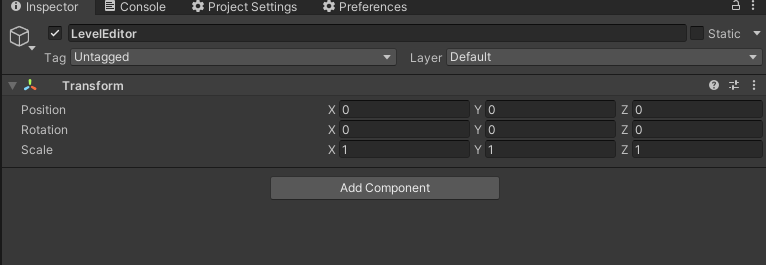 Inspector Console Project Settings Preferences
LevelEditor Static
Tag Untagged Layer Default
Transform
Position X 0 Y 0 Z 0
Rotation X 0 Y 0 Z 0
Scale X 1 Y 1 Z 1
Add Component